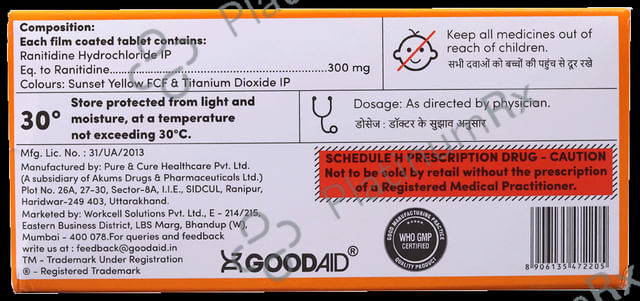 Composition:
Each film coated tablet contains:
Ranitidine Hydrochloride IP
Eq. to Ranitidine..................................................300 mg
Colours: Sunset Yellow FCF & Titanium Dioxide IP
Keep all medicines out of
reach of children.
सभी दवाओं को बच्चों की पहुंच से दूर रखे
30°
Store protected from light and
moisture, at a temperature
not exceeding 30°C.
Dosage: As directed by physician.
डोसेज: डॉक्टर के सुझाव अनुसार
Mfg. Lic. No. : 31/UA/2013
Manufactured by: Pure & Cure Healthcare Pvt. Ltd.
(A subsidiary of Akums Drugs & Pharmaceuticals Ltd.)
Plot No. 26A, 27-30, Sector-8A, I.I.E., SIDCUL, Ranipur,
Haridwar-249 403, Uttarakhand.
Marketed by: Workcell Solutions Pvt. Ltd., E - 214/215,
Eastern Business District, LBS Marg, Bhandup (W),
Mumbai - 400 078.For queries and feedback
write us at : feedback@goodaid.in
TM - Trade Mark Under Registration
® - Registered Trademark
SCHEDULE H PRESCRIPTION DRUG - CAUTION
Not to be sold by retail without the prescription
of a Registered Medical Practitioner.
GOODAID®
GOOD MANUFACTURING PRACTICE
WHO GMP
CERTIFIED
QUALITY PRODUCT
8 906135 472205
PlatinumRx